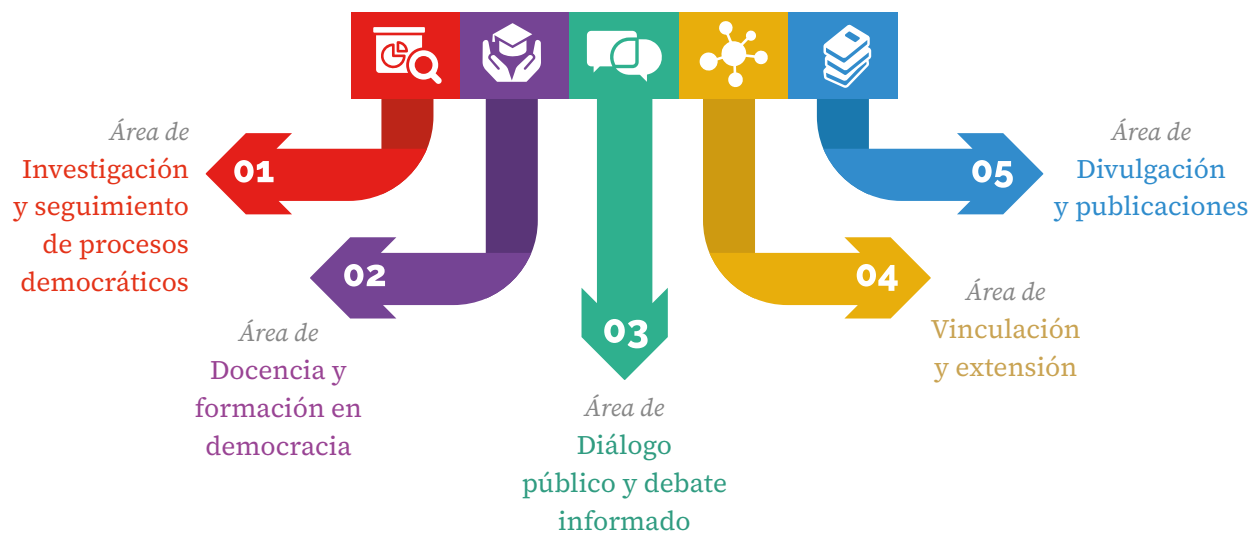 01
Área de
Investigación
y seguimiento
de procesos
democráticos
02
Área de
Docencia y
formación en
democracia
03
Área de
Diálogo
público y debate
informado
04
Área de
Vinculación
y extensión
05
Área de
Divulgación
y publicaciones